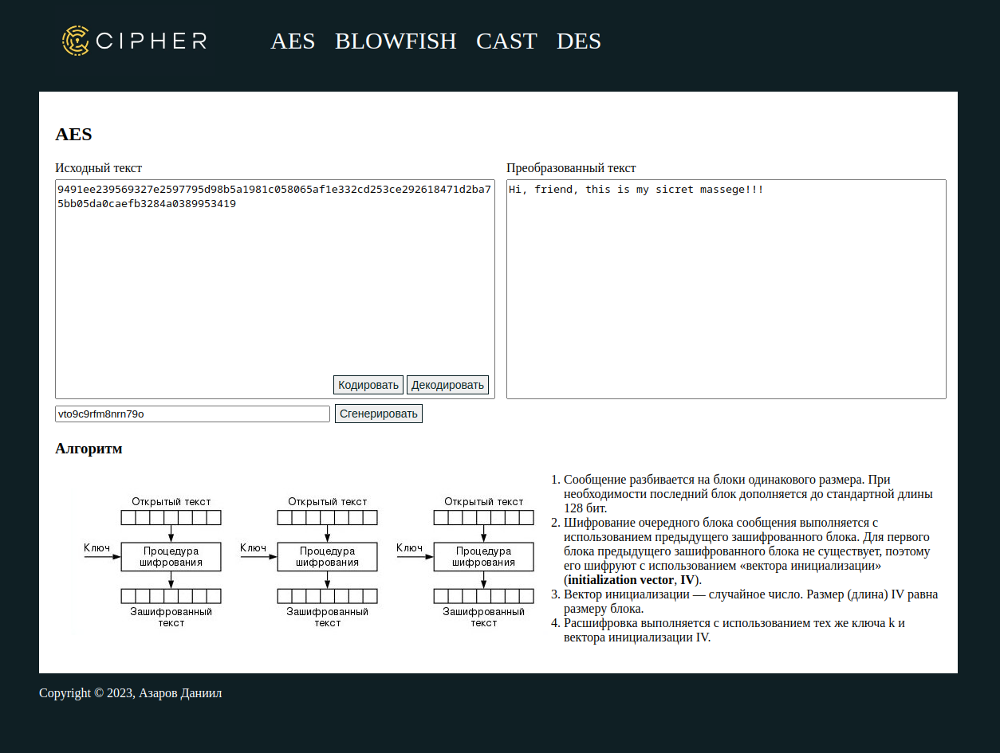 CIPHER AES BLOWFISH CAST DES
AES
Исходный текст
9491ee239569327e2597795d98b5a1981c058065af1e332cd253ce292618471d2ba7
5bb05da0caefb3284a0389953419
Кодировать Декодировать
Преобразованный текст
Hi, friend, this is my sicret massege!!!
vto9c9rfm8nrn79o Сгенерировать
Алгоритм
Открытый текст Открытый текст Открытый текст
Ключ Процедура Ключ Процедура Ключ Процедура
шифрования шифрования шифрования
Зашифрованный Зашифрованный Зашифрованный
текст текст текст
1. Сообщение разбивается на блоки одинакового размера. При
необходимости последний блок дополняется до стандартной длины
128 бит.
2. Шифрование очередного блока сообщения выполняется с
использованием предыдущего зашифрованного блока. Для первого
блока предыдущего зашифрованного блока не существует, поэтому
его шифруют с использованием «вектора инициализации»
(initialization vector, IV).
3. Вектор инициализации — случайное число. Размер (длина) IV равна
размеру блока.
4. Расшифровка выполняется с использованием тех же ключа k и
вектора инициализации IV.
Copyright © 2023, Азаров Даниил